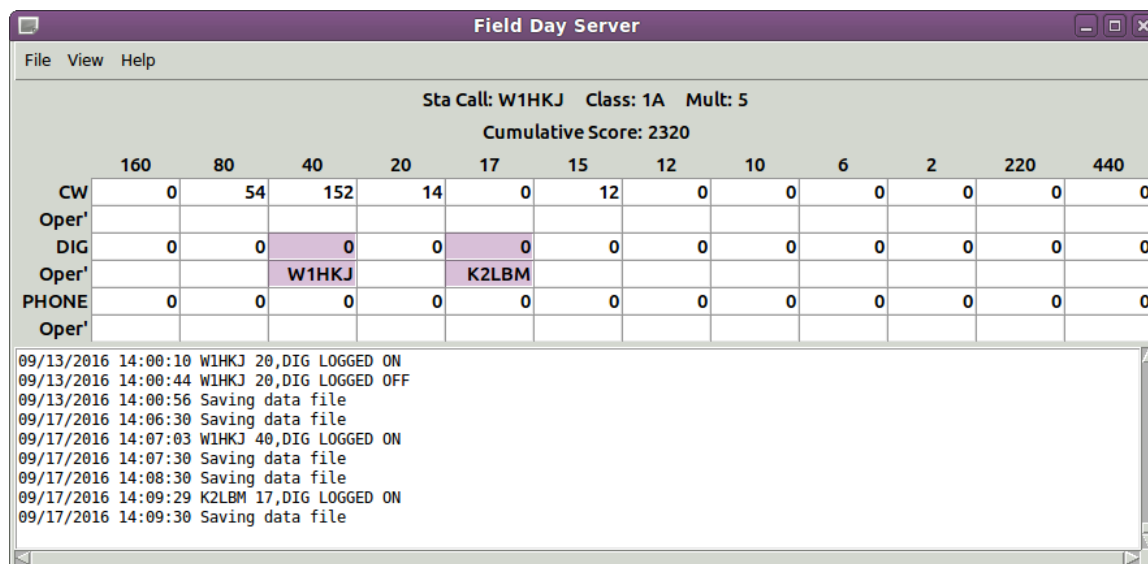 Field Day Server
File View Help
Sta Call: W1HKJ Class: 1A Mult: 5
Cumulative Score: 2320
160 80 40 20 17 15 12 10 6 2 220 440
CW 0 54 152 14 0 12 0 0 0 0 0 0
Oper'
DIG 0 0 0 0 0 0 0 0 0 0 0 0
Oper' W1HKJ K2LBM
PHONE 0 0 0 0 0 0 0 0 0 0 0 0
Oper'
09/13/2016 14:00:10 W1HKJ 20,DIG LOGGED ON
09/13/2016 14:00:44 W1HKJ 20,DIG LOGGED OFF
09/13/2016 14:00:56 Saving data file
09/17/2016 14:06:30 Saving data file
09/17/2016 14:07:03 W1HKJ 40,DIG LOGGED ON
09/17/2016 14:07:30 Saving data file
09/17/2016 14:08:30 Saving data file
09/17/2016 14:09:29 K2LBM 17,DIG LOGGED ON
09/17/2016 14:09:30 Saving data file